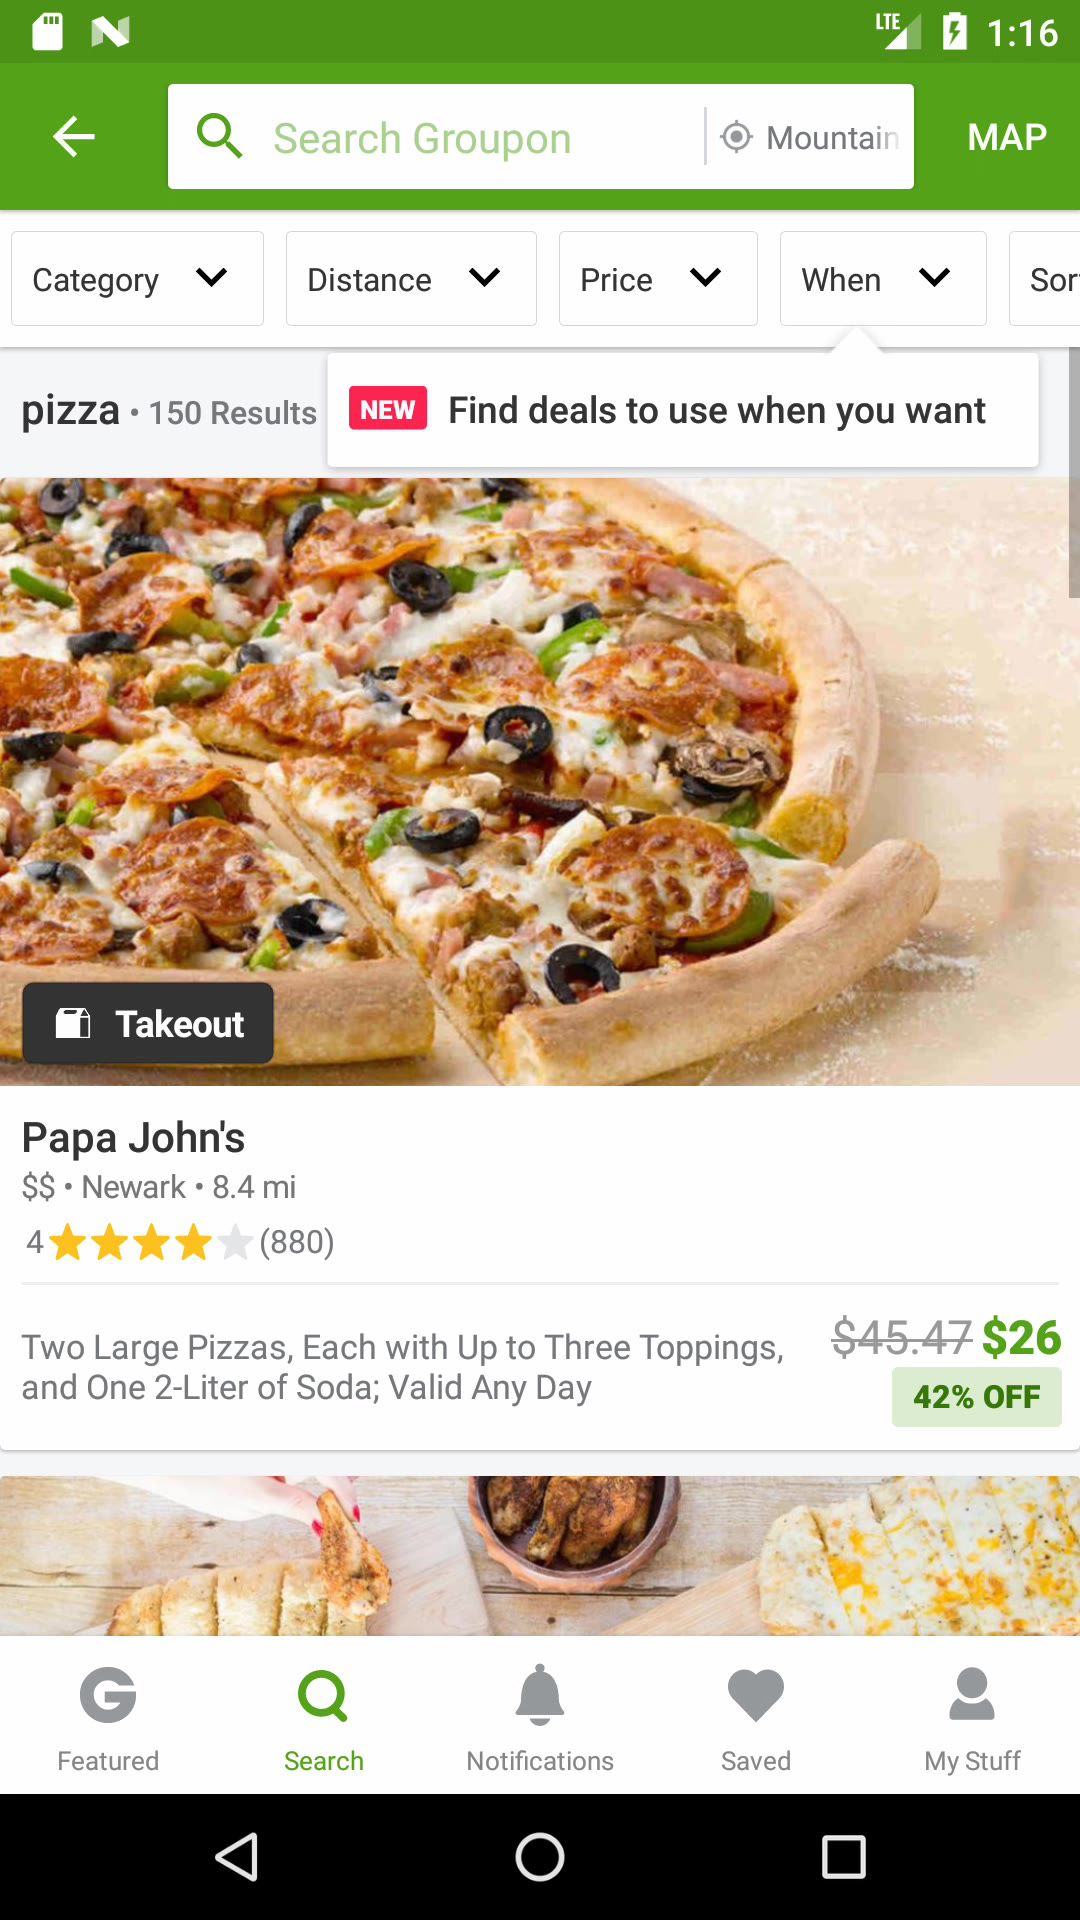 LTE 1:16
Search Groupon Mountain MAP
Category Distance Price When Sor
pizza • 150 Results
NEW Find deals to use when you want
Takeout
Papa John's
$$ • Newark • 8.4 mi
4 (880)
Two Large Pizzas, Each with Up to Three Toppings, $45.47 $26
and One 2-Liter of Soda; Valid Any Day
42% OFF
Featured Search Notifications Saved My Stuff